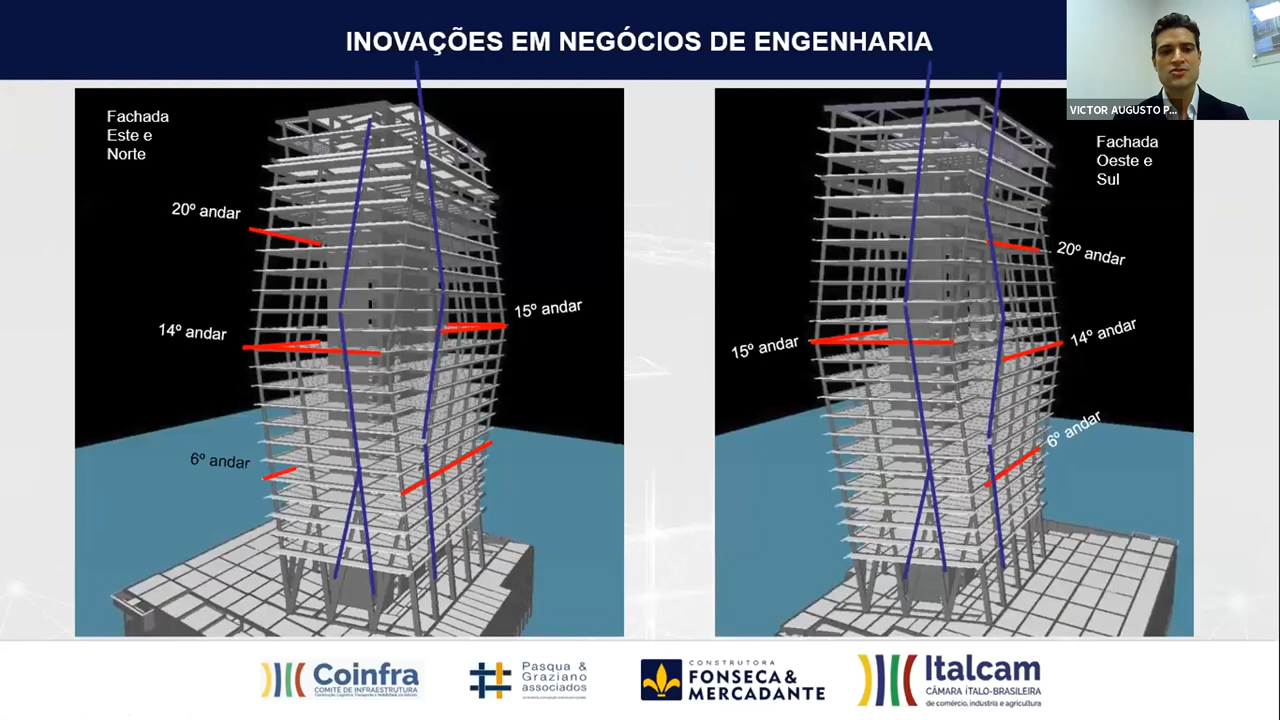 INOVAÇÕES EM NEGÓCIOS DE ENGENHARIA
VICTOR AUGUSTO P...
Fachada
Este e
Norte
20º andar
14º andar
15º andar
6º andar
Fachada
Oeste e
Sul
20º andar
15º andar
14º andar
6º andar
Coinfra
COMITÊ DE INFRAESTRUTURA
Pasqua &
Graziano
associados
CONSTRUTORA
FONSECA &
MERCADANTE
Italcam
CÂMARA ÍTALO-BRASILEIRA
de comércio, indústria e agricultura